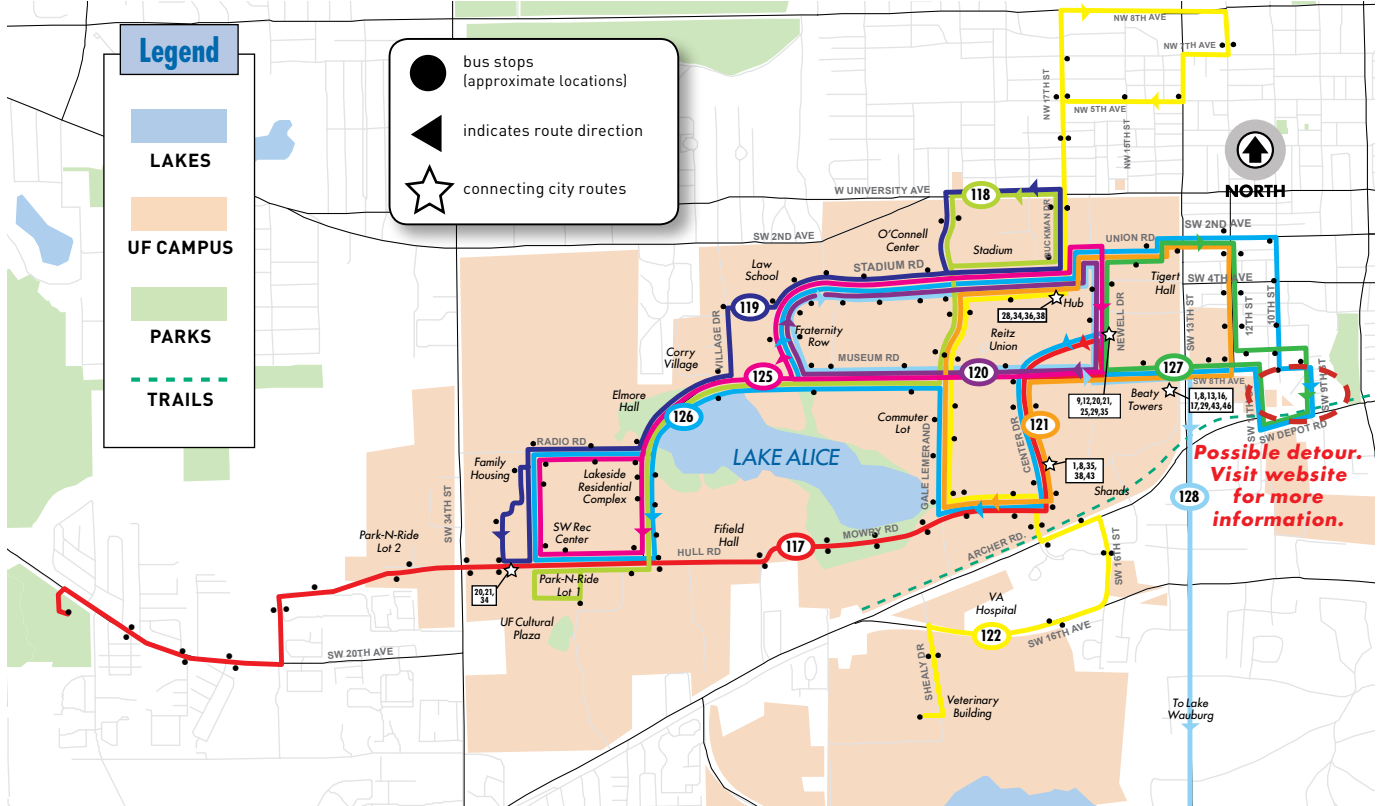 Legend
LAKES
UF CAMPUS
PARKS
TRAILS
bus stops
(approximate locations)
indicates route direction
connecting city routes
NW 8TH AVE
NW 7TH AVE
NW 5TH AVE
NW 17TH ST
NW 15TH ST
NORTH
W UNIVERSITY AVE
118
BUCKMAN DR
O'Connell
Center
Stadium
SW 2ND AVE
SW 2ND AVE
UNION RD
STADIUM RD
Law
School
Tigert
Hall
SW 4TH AVE
119
VILLAGE DR
Fraternity
Row
28,34,36,38
Hub
Reitz
Union
NEWELL DR
SW 13TH ST
12TH ST
10TH ST
Corry
Village
MUSEUM RD
125
120
127
SW 8TH AVE
SW 9TH ST
Elmore
Hall
126
Commuter
Lot
9,12,20,21,
25,29,35
Beaty
Towers
1,8,13,16,
17,29,43,46
SW 11TH ST
SW DEPOT RD
121
CENTER DR
RADIO RD
Family
Housing
Lakeside
Residential
Complex
LAKE ALICE
GALE LEMERAND
1,8,35,
38,43
Shands
Possible detour.
Visit website
for more
information.
128
SW 34TH ST
SW Rec
Center
Fifield
Hall
MOWRY RD
ARCHER RD.
SW 16TH ST
Park-N-Ride
Lot 2
HULL RD
117
20,21,
34
Park-N-Ride
Lot 1
UF Cultural
Plaza
VA
Hospital
122
SW 16TH AVE
SW 20TH AVE
SHEALY DR
Veterinary
Building
To Lake
Wauburg